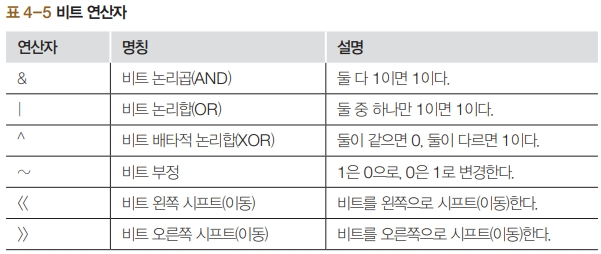 표 4-5 비트 연산자
연산자 명칭 설명
& 비트 논리곱(AND) 둘 다 1이면 1이다.
| 비트 논리합(OR) 둘 중 하나만 1이면 1이다.
^ 비트 배타적 논리합(XOR) 둘이 같으면 0, 둘이 다르면 1이다.
~ 비트 부정 1은 0으로, 0은 1로 변경한다.
《 비트 왼쪽 시프트(이동) 비트를 왼쪽으로 시프트(이동)한다.
》 비트 오른쪽 시프트(이동) 비트를 오른쪽으로 시프트(이동)한다.